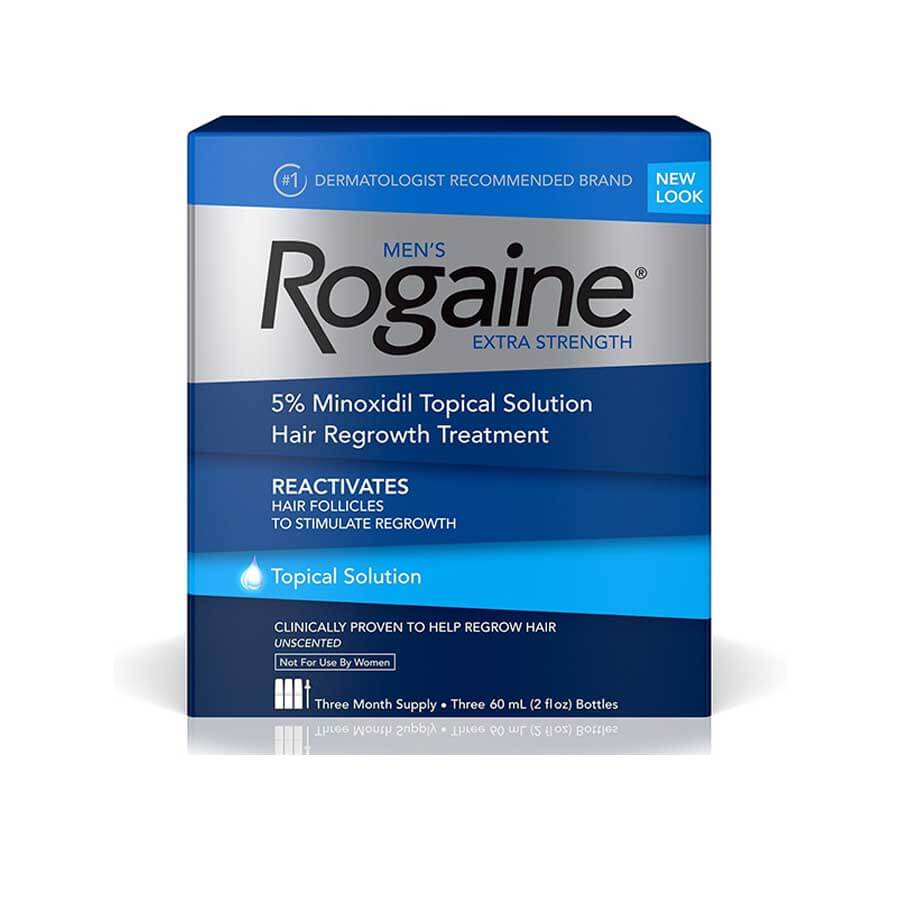 #1 DERMATOLOGIST RECOMMENDED BRAND
NEW
LOOK
MEN'S
Rogaine®
EXTRA STRENGTH
5% Minoxidil Topical Solution
Hair Regrowth Treatment
REACTIVATES
HAIR FOLLICLES
TO STIMULATE REGROWTH
Topical Solution
CLINICALLY PROVEN TO HELP REGROW HAIR
UNSCENTED
Not For Use By Women
Three Month Supply • Three 60 mL (2 fl oz) Bottles